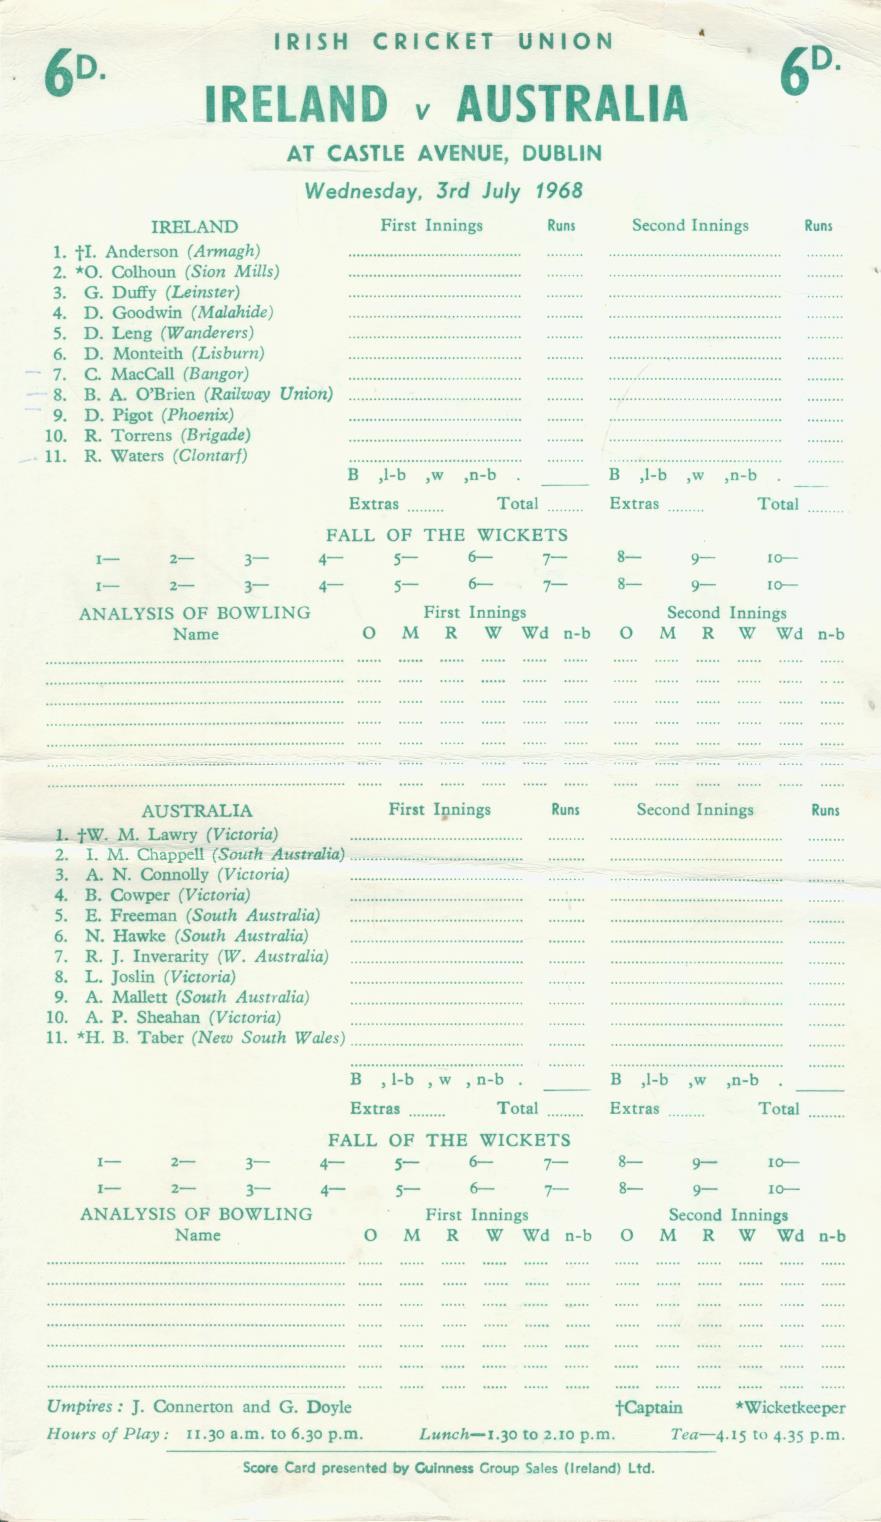 IRISH CRICKET UNION
6D. 6D.
IRELAND v AUSTRALIA
AT CASTLE AVENUE, DUBLIN
Wednesday, 3rd July 1968
IRELAND First Innings Runs Second Innings Runs
1. †I. Anderson (Armagh)
2. *O. Colhoun (Sion Mills)
3. G. Duffy (Leinster)
4. D. Goodwin (Malahide)
5. D. Leng (Wanderers)
6. D. Monteith (Lisburn)
7. C. MacCall (Bangor)
8. B. A. O'Brien (Railway Union)
9. D. Pigot (Phoenix)
10. R. Torrens (Brigade)
11. R. Waters (Clontarf)
B ,l-b ,w ,n-b . B ,l-b ,w ,n-b .
Extras ........ Total ........ Extras ........ Total ........
FALL OF THE WICKETS
1— 2— 3— 4— 5— 6— 7— 8— 9— 10—
1— 2— 3— 4— 5— 6— 7— 8— 9— 10—
ANALYSIS OF BOWLING First Innings Second Innings
Name O M R W Wd n-b O M R W Wd n-b
AUSTRALIA First Innings Runs Second Innings Runs
1. †W. M. Lawry (Victoria)
2. I. M. Chappell (South Australia)
3. A. N. Connolly (Victoria)
4. B. Cowper (Victoria)
5. E. Freeman (South Australia)
6. N. Hawke (South Australia)
7. R. J. Inverarity (W. Australia)
8. L. Joslin (Victoria)
9. A. Mallett (South Australia)
10. A. P. Sheahan (Victoria)
11. *H. B. Taber (New South Wales)
B ,l-b ,w ,n-b . B ,l-b ,w ,n-b .
Extras ........ Total ........ Extras ........ Total ........
FALL OF THE WICKETS
1— 2— 3— 4— 5— 6— 7— 8— 9— 10—
1— 2— 3— 4— 5— 6— 7— 8— 9— 10—
ANALYSIS OF BOWLING First Innings Second Innings
Name O M R W Wd n-b O M R W Wd n-b
Umpires : J. Connerton and G. Doyle †Captain *Wicketkeeper
Hours of Play : 11.30 a.m. to 6.30 p.m. Lunch—1.30 to 2.10 p.m. Tea—4.15 to 4.35 p.m.
Score Card presented by Guinness Group Sales (Ireland) Ltd.